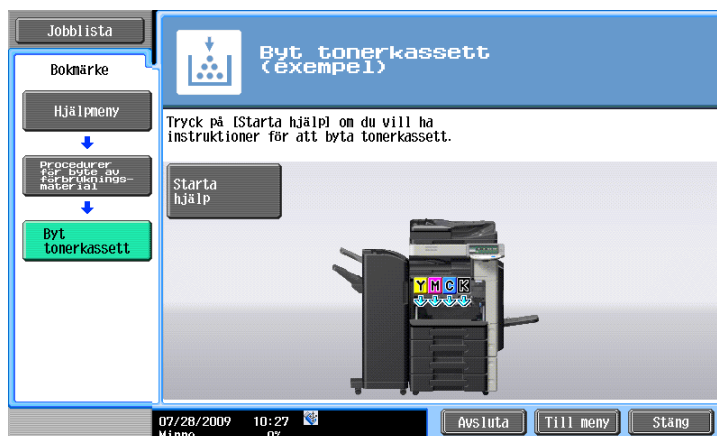 Jobblista
Bokmärke
Hjälpmeny
Procedurer
för byte av
förbruknings-
material
Byt
tonerkassett
Byt tonerkassett
(exempel)
Tryck på [Starta hjälp] om du vill ha
instruktioner för att byta tonerkassett.
Starta
hjälp
Y M C K
07/28/2009 10:27
Minne 0%
Avsluta Till meny Stäng